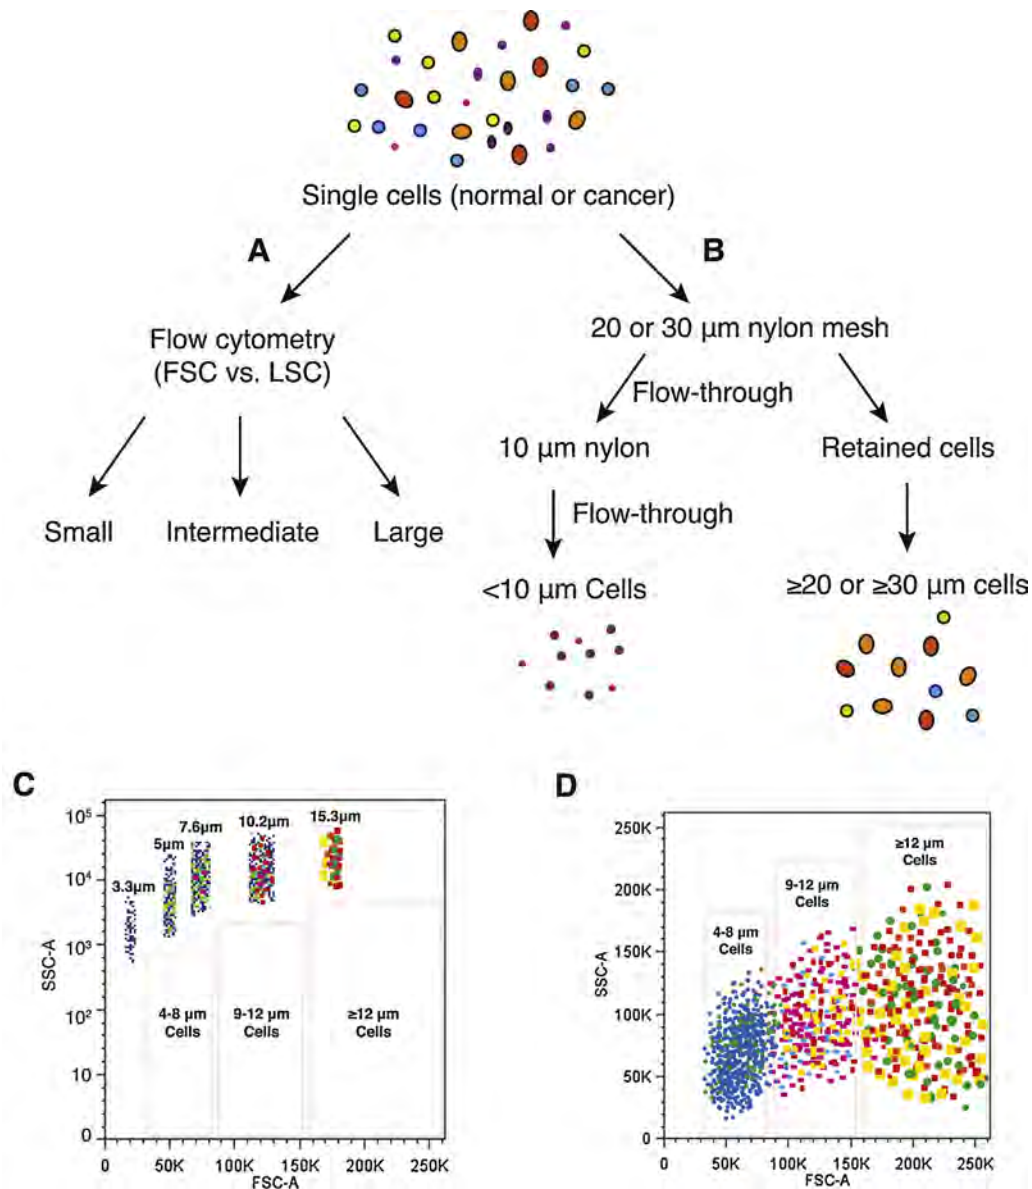 Single cells (normal or cancer)
A
B
Flow cytometry
(FSC vs. LSC)
20 or 30 µm nylon mesh
Flow-through
10 µm nylon
Retained cells
Small
Intermediate
Large
Flow-through
<10 µm Cells
≥20 or ≥30 µm cells
C
10⁵
10⁴
10³
10²
10
0
SSC-A
3.3µm
5µm
7.6µm
10.2µm
15.3µm
4-8 µm
Cells
9-12 µm
Cells
≥12 µm
Cells
0
50K
100K
150K
200K
250K
FSC-A
D
250K
200K
150K
100K
50K
0
SSC-A
4-8 µm
Cells
9-12 µm
Cells
≥12 µm
Cells
0
50K
100K
150K
200K
250K
FSC-A